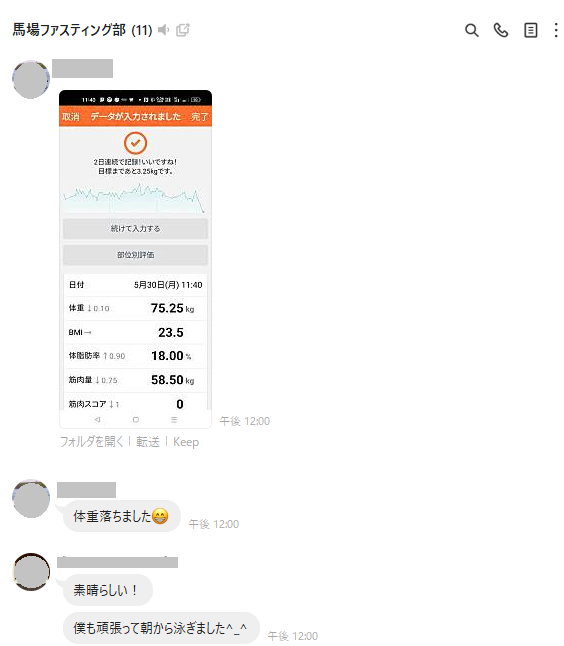 馬場ファスティング部 (11)
11:40
取消 データが入力されました 完了
2日連続で記録!いいですね!
目標まであと3.25kgです。
続けて入力する
部位別評価
日付 5月30日(月) 11:40
体重 ↓0.10 75.25 kg
BMI → 23.5
体脂肪率 ↑0.90 18.00 %
筋肉量 ↓0.75 58.50 kg
筋肉スコア ↓1 0
午後 12:00
フォルダを開く | 転送 | Keep
体重落ちました😁
午後 12:00
素晴らしい！
僕も頑張って朝から泳ぎました^_^
午後 12:00